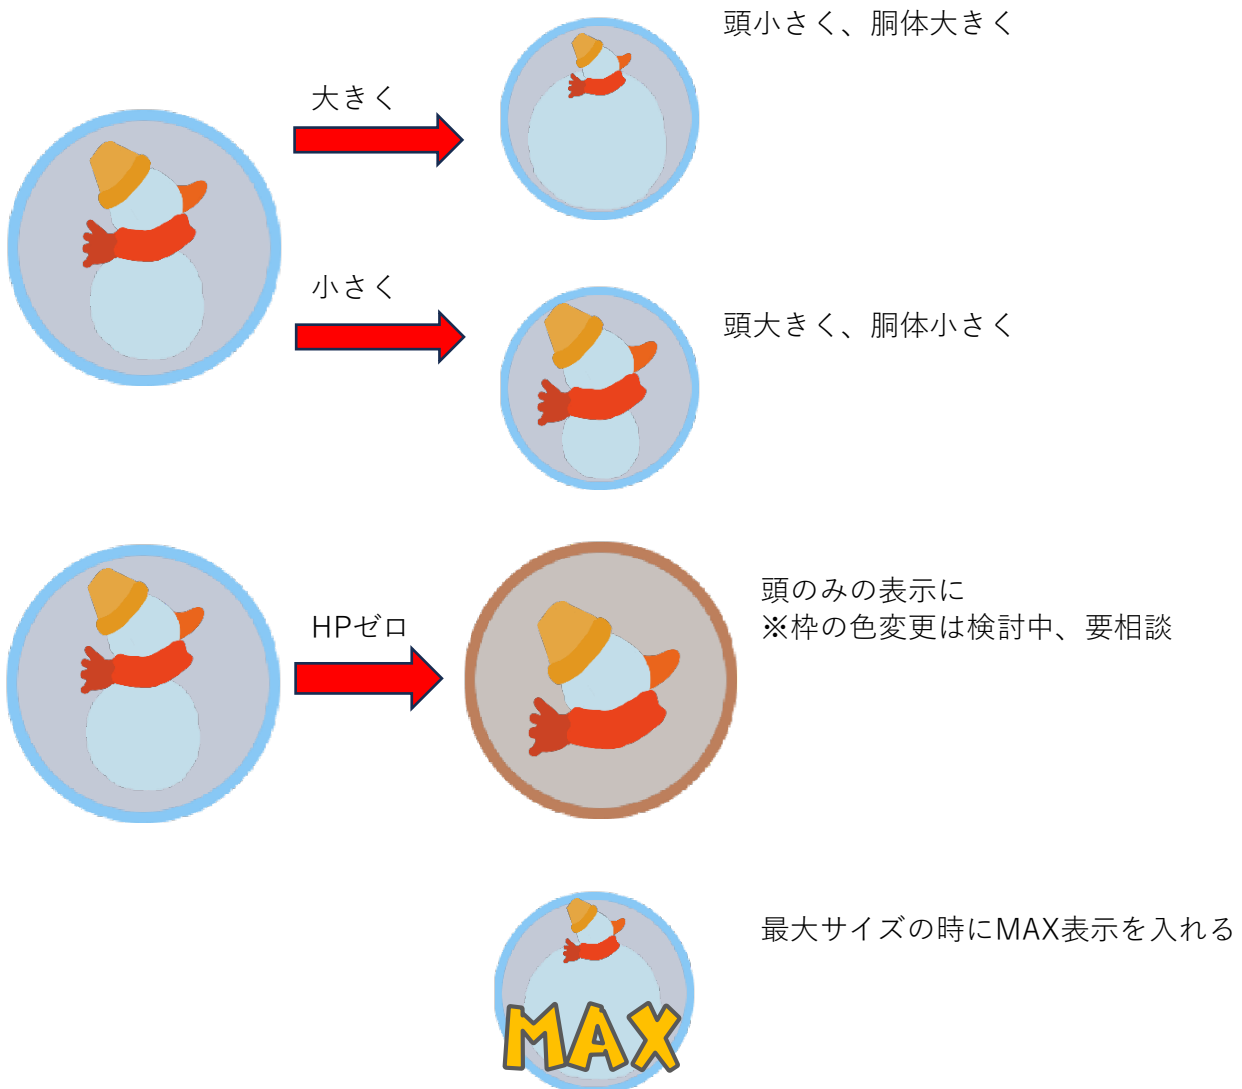 頭小さく、胴体大きく
大きく
小さく
頭大きく、胴体小さく
HPゼロ
頭のみの表示に
※枠の色変更は検討中、要相談
最大サイズの時にMAX表示を入れる
MAX